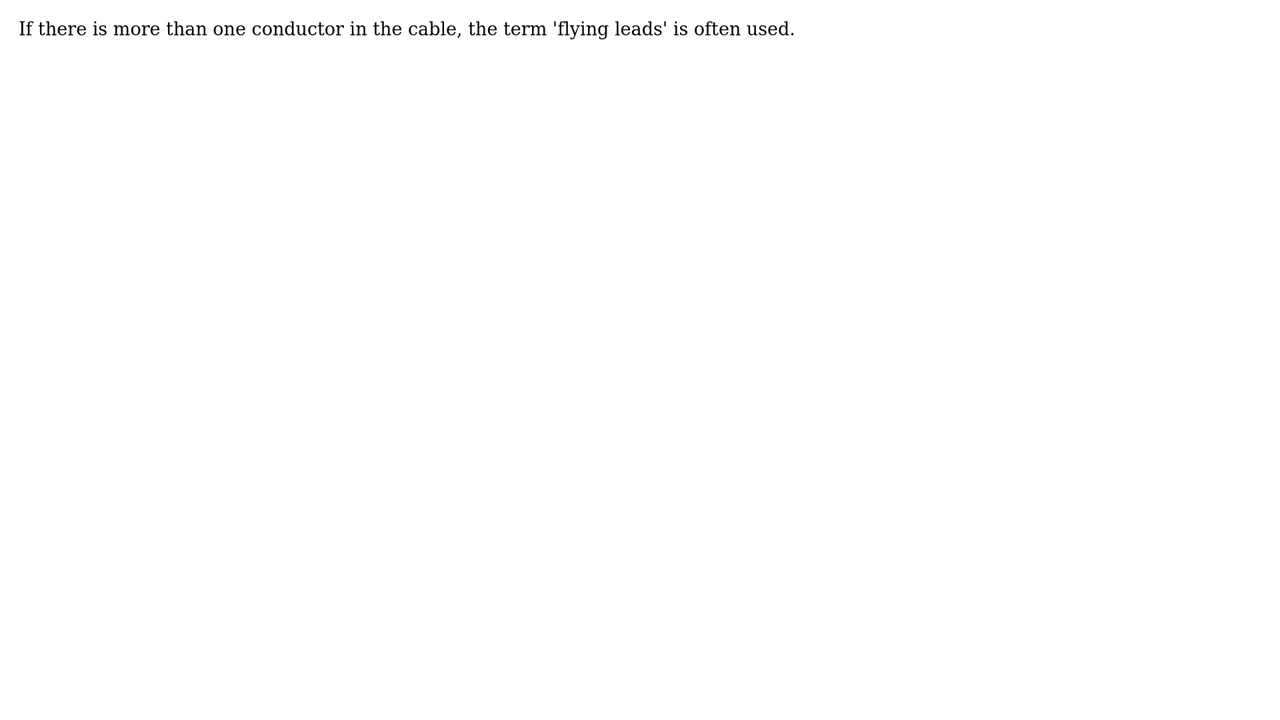 If there is more than one conductor in the cable, the term 'flying leads' is often used.